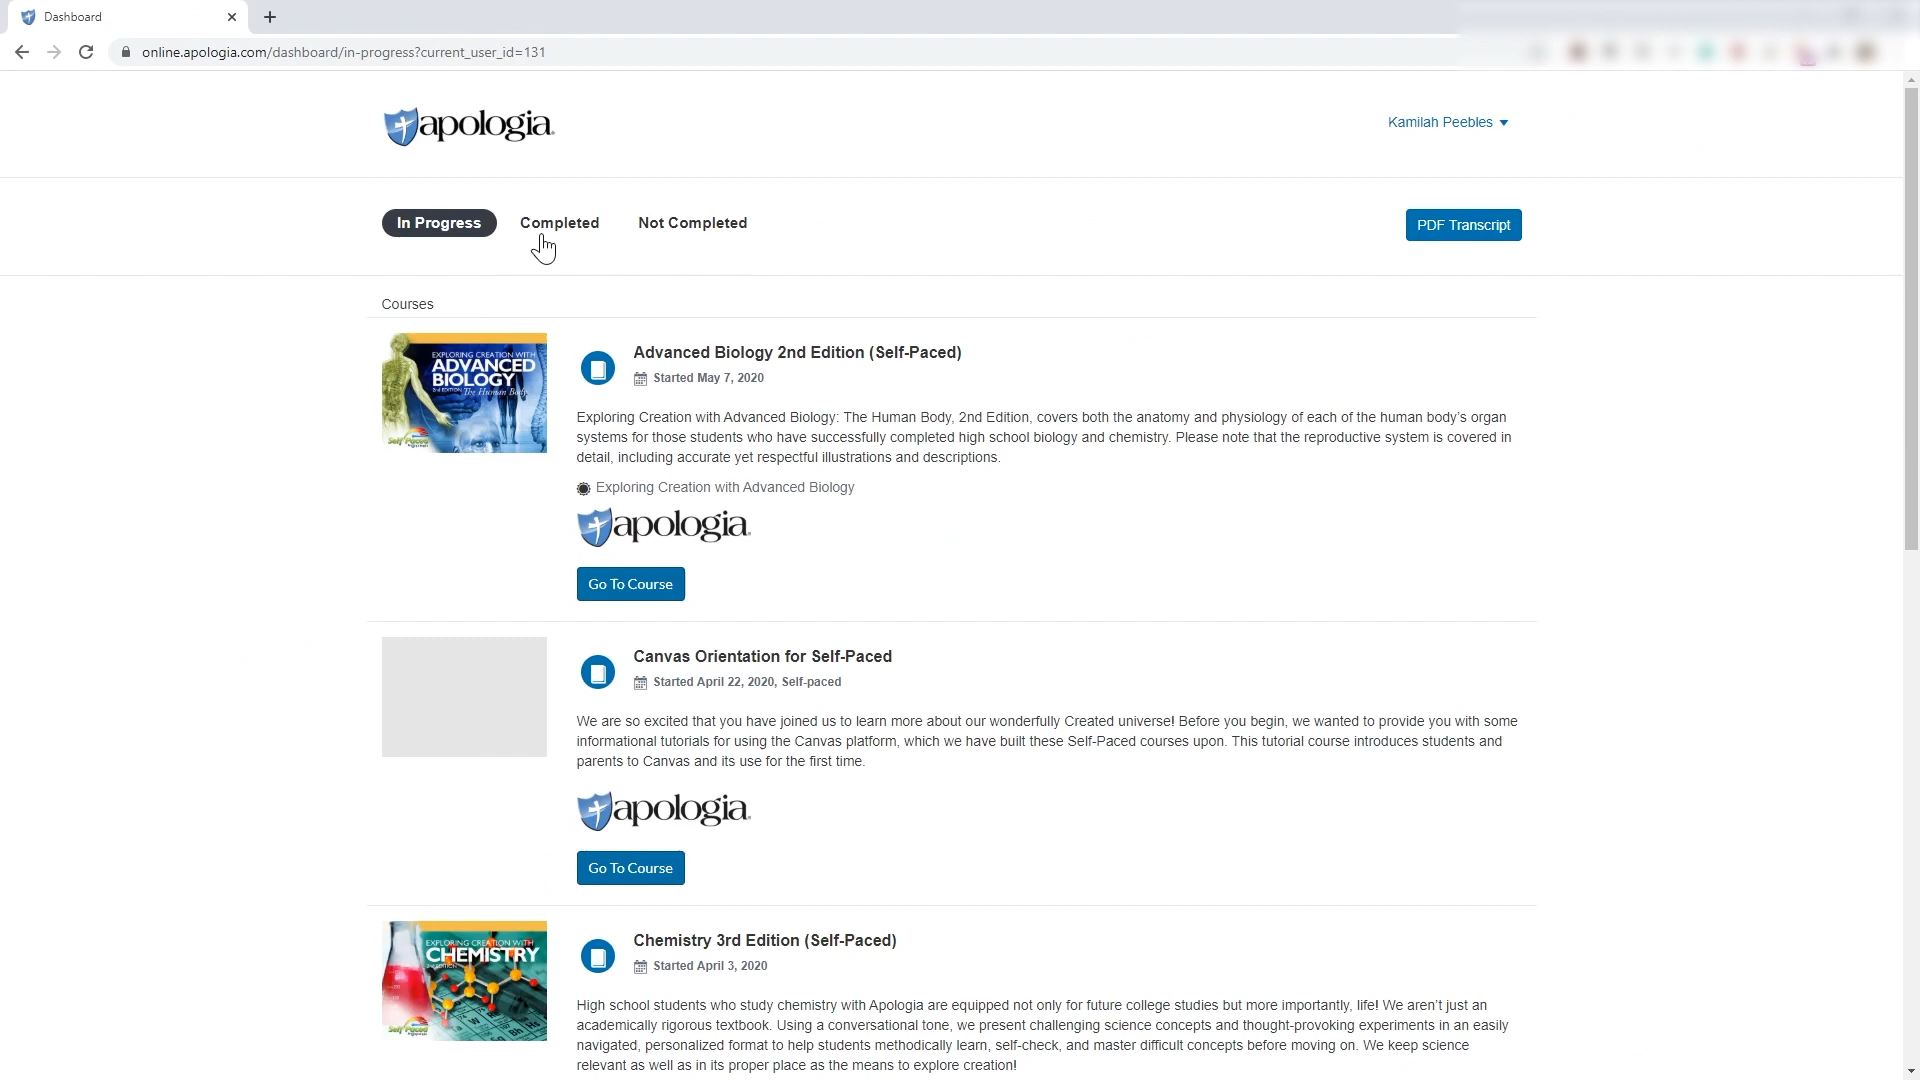 Dashboard
online.apologia.com/dashboard/in-progress?current_user_id=131
apologia.
Kamilah Peebles
In Progress
Completed
Not Completed
PDF Transcript
Courses
EXPLORING CREATION WITH
ADVANCED
BIOLOGY
2nd EDITION The Human Body
Self-Paced
Advanced Biology 2nd Edition (Self-Paced)
Started May 7, 2020
Exploring Creation with Advanced Biology: The Human Body, 2nd Edition, covers both the anatomy and physiology of each of the human body's organ
systems for those students who have successfully completed high school biology and chemistry. Please note that the reproductive system is covered in
detail, including accurate yet respectful illustrations and descriptions.
Exploring Creation with Advanced Biology
apologia.
Go To Course
Canvas Orientation for Self-Paced
Started April 22, 2020, Self-paced
We are so excited that you have joined us to learn more about our wonderfully Created universe! Before you begin, we wanted to provide you with some
informational tutorials for using the Canvas platform, which we have built these Self-Paced courses upon. This tutorial course introduces students and
parents to Canvas and its use for the first time.
apologia.
Go To Course
EXPLORING CREATION WITH
CHEMISTRY
EDITION
Self-Paced
Chemistry 3rd Edition (Self-Paced)
Started April 3, 2020
High school students who study chemistry with Apologia are equipped not only for future college studies but more importantly, life! We aren't just an
academically rigorous textbook. Using a conversational tone, we present challenging science concepts and thought-provoking experiments in an easily
navigated, personalized format to help students methodically learn, self-check, and master difficult concepts before moving on. We keep science
relevant as well as in its proper place as the means to explore creation!